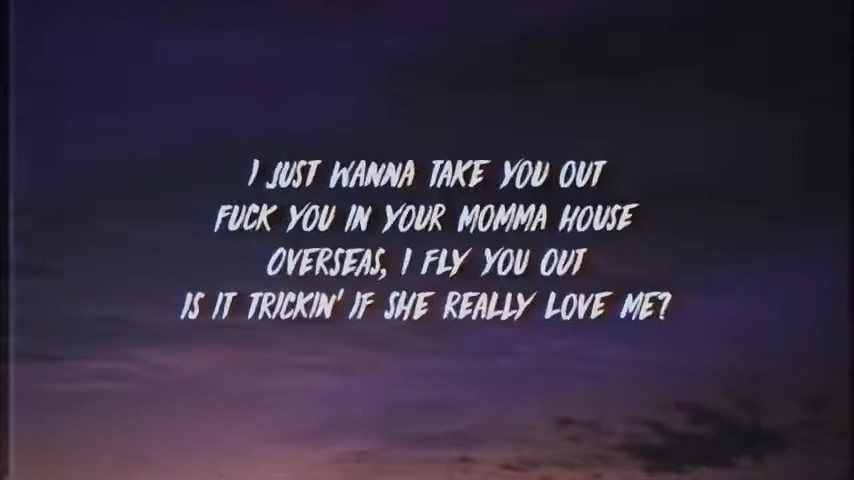 I JUST WANNA TAKE YOU OUT
FUCK YOU IN YOUR MOMMA HOUSE
OVERSEAS, I FLY YOU OUT
IS IT TRICKIN' IF SHE REALLY LOVE ME?